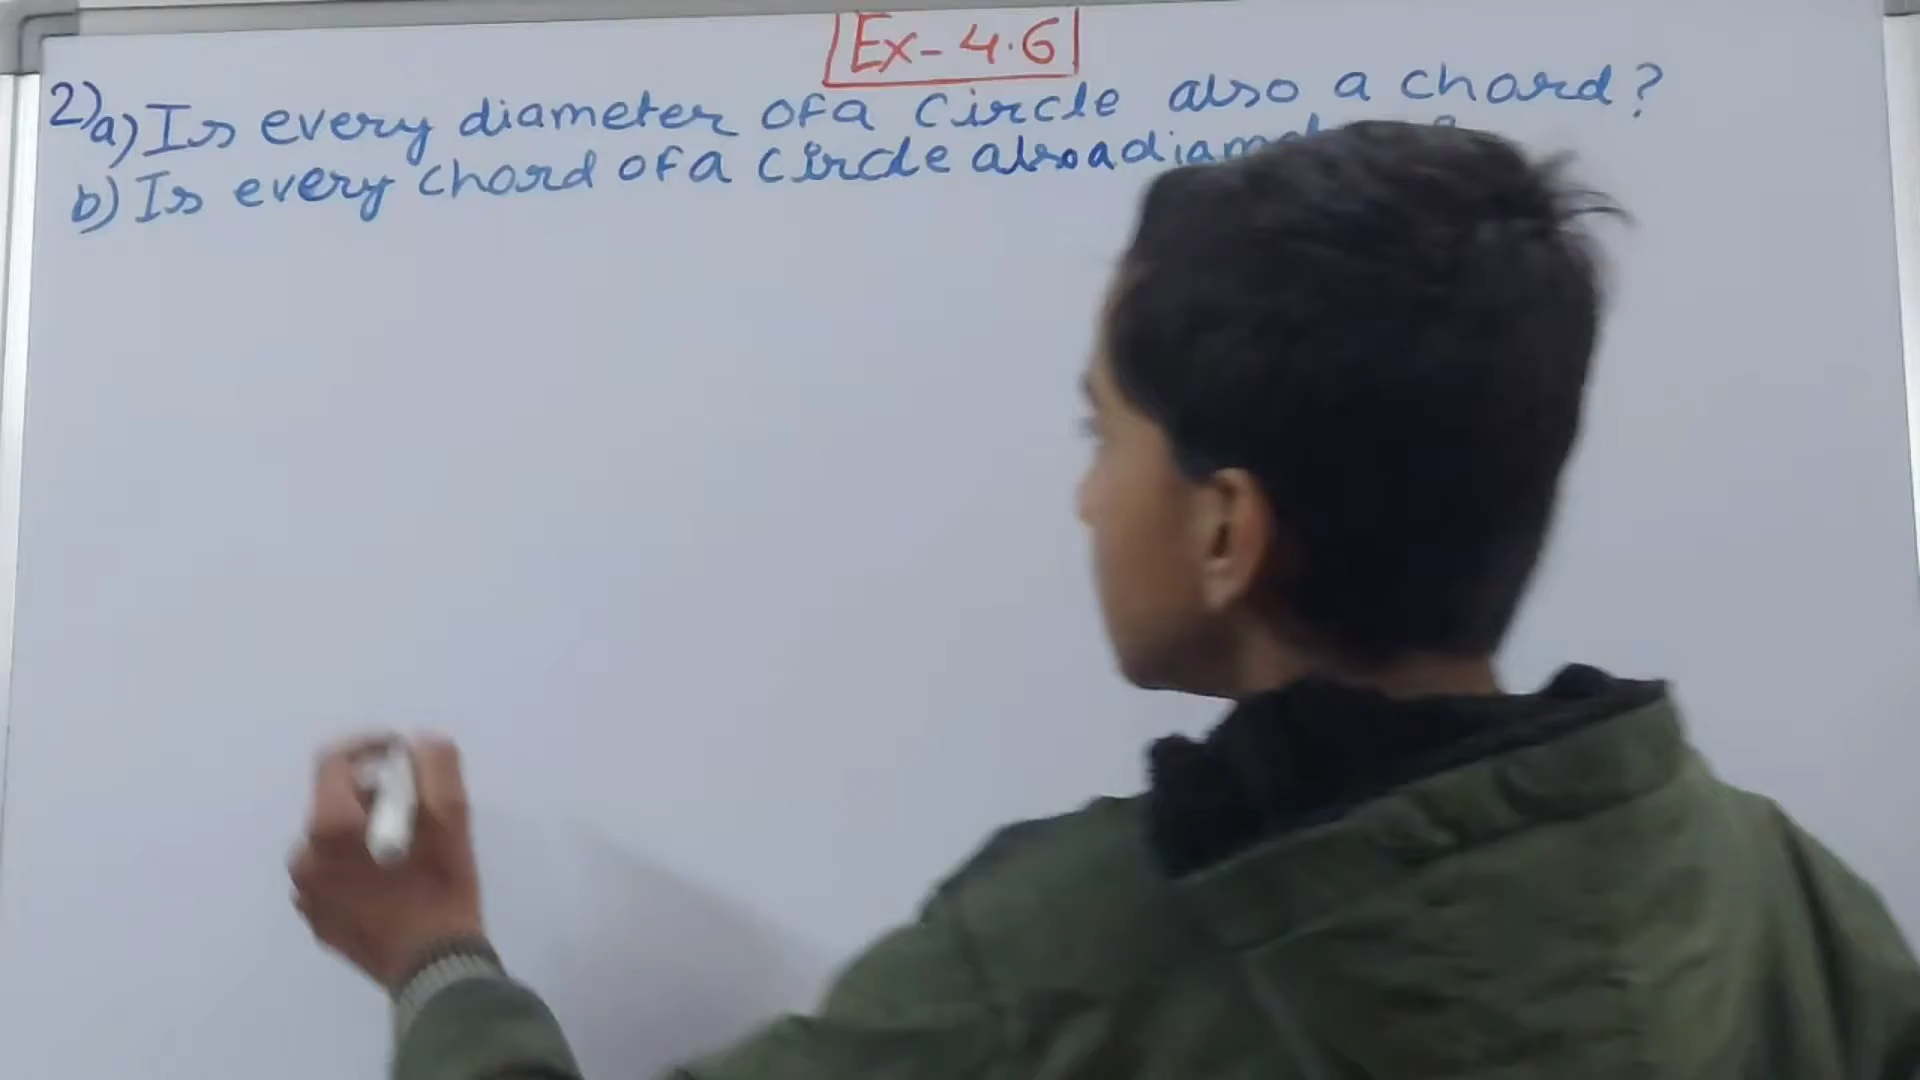 Ex-4.6
2)a) Is every diameter of a circle also a chord?
b) Is every chord of a circle also a